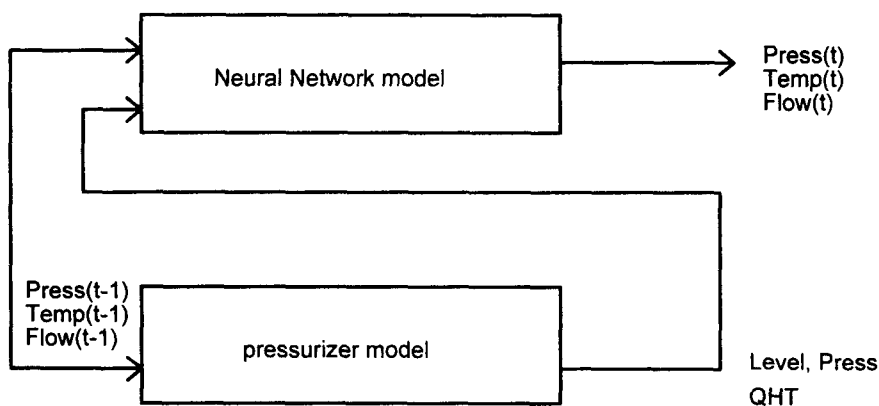 Neural Network model
Press(t)
Temp(t)
Flow(t)
Press(t-1)
Temp(t-1)
Flow(t-1)
pressurizer model
Level, Press
QHT